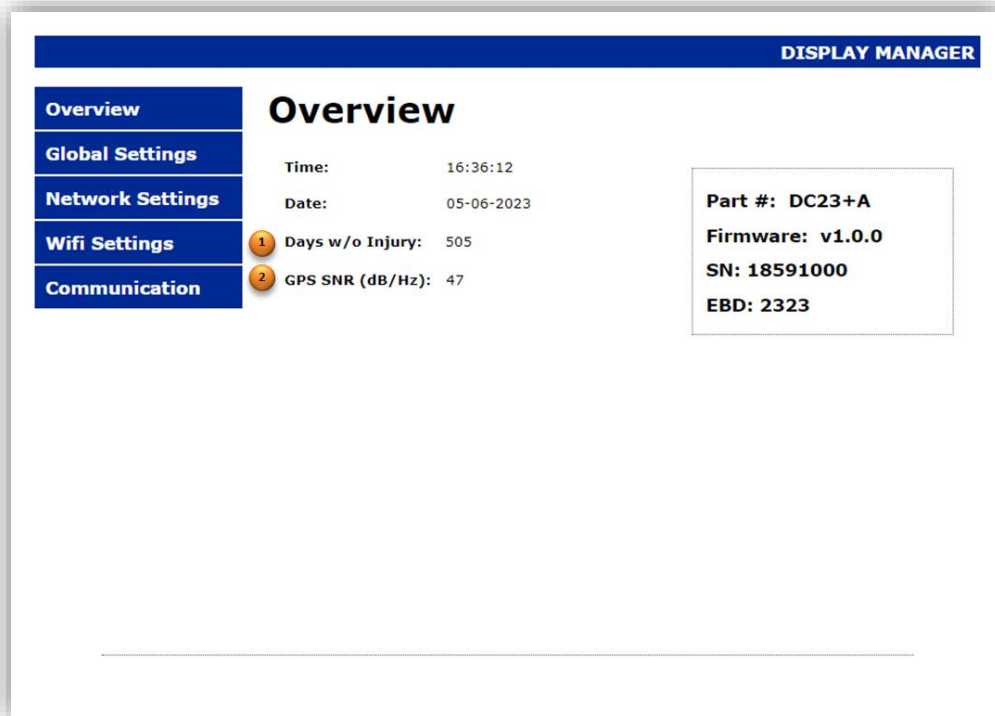 DISPLAY MANAGER
Overview
Global Settings
Network Settings
Wifi Settings
Communication
Overview
Time: 16:36:12
Date: 05-06-2023
1 Days w/o Injury: 505
2 GPS SNR (dB/Hz): 47
Part #: DC23+A
Firmware: v1.0.0
SN: 18591000
EBD: 2323